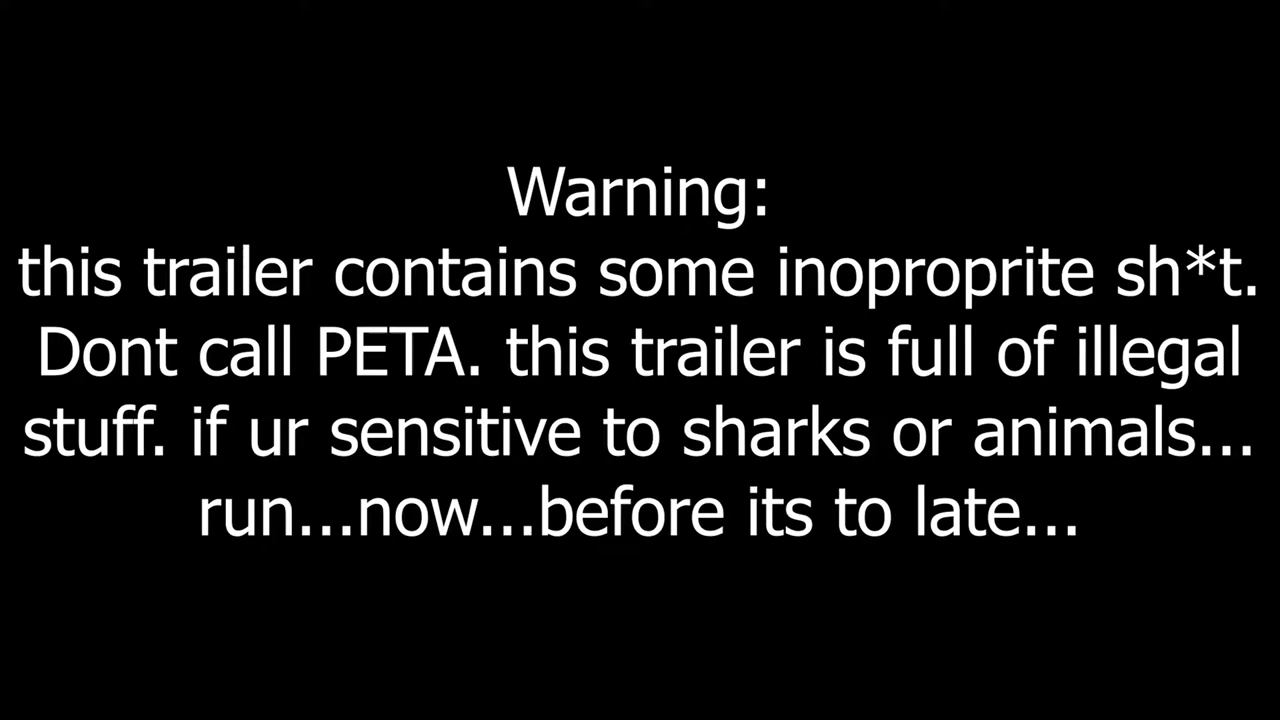 Warning:
this trailer contains some inoproprite sh*t.
Dont call PETA. this trailer is full of illegal
stuff. if ur sensitive to sharks or animals...
run...now...before its to late...